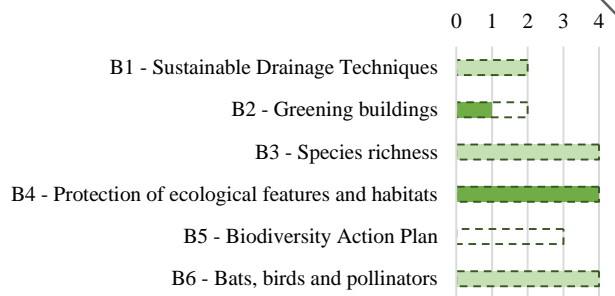 0 1 2 3 4
B1 - Sustainable Drainage Techniques
B2 - Greening buildings
B3 - Species richness
B4 - Protection of ecological features and habitats
B5 - Biodiversity Action Plan
B6 - Bats, birds and pollinators